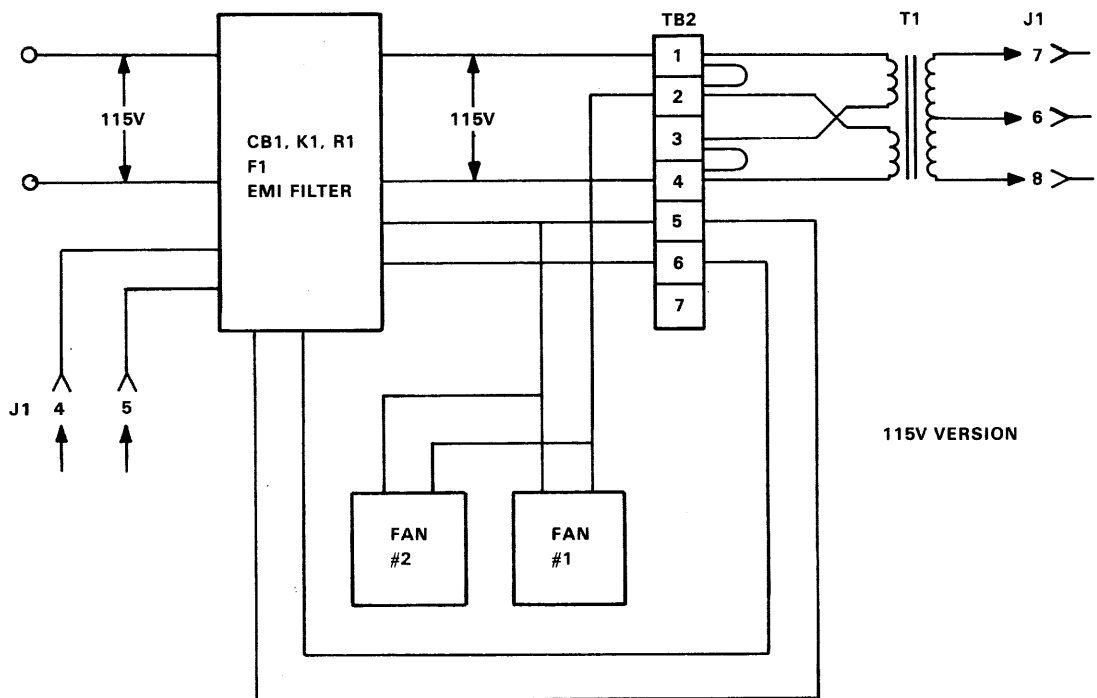 TB2 T1 J1
1
2
3
4
5
6
7
7
6
8
115V
115V
CB1, K1, R1
F1
EMI FILTER
J1 4 5
115V VERSION
FAN
#2
FAN
#1